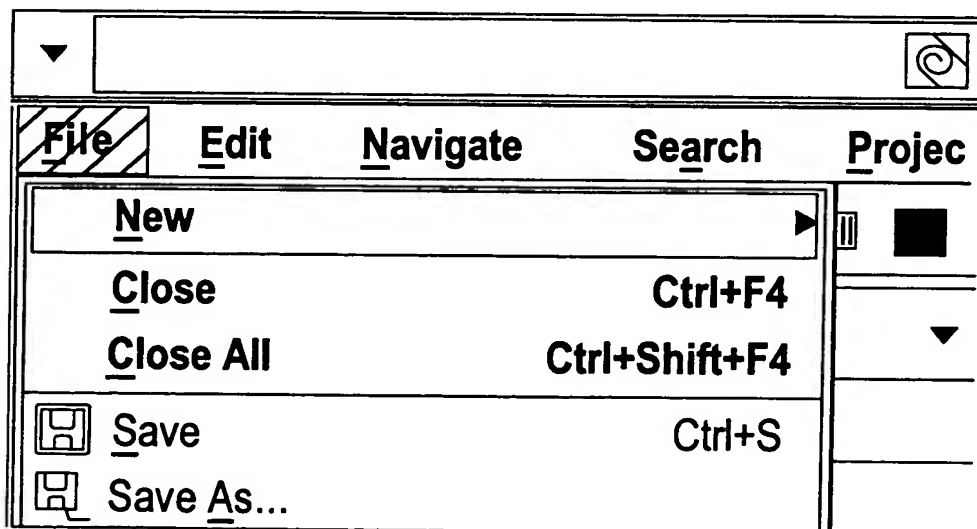 File Edit Navigate Search Projec
New
Close Ctrl+F4
Close All Ctrl+Shift+F4
Save Ctrl+S
Save As...